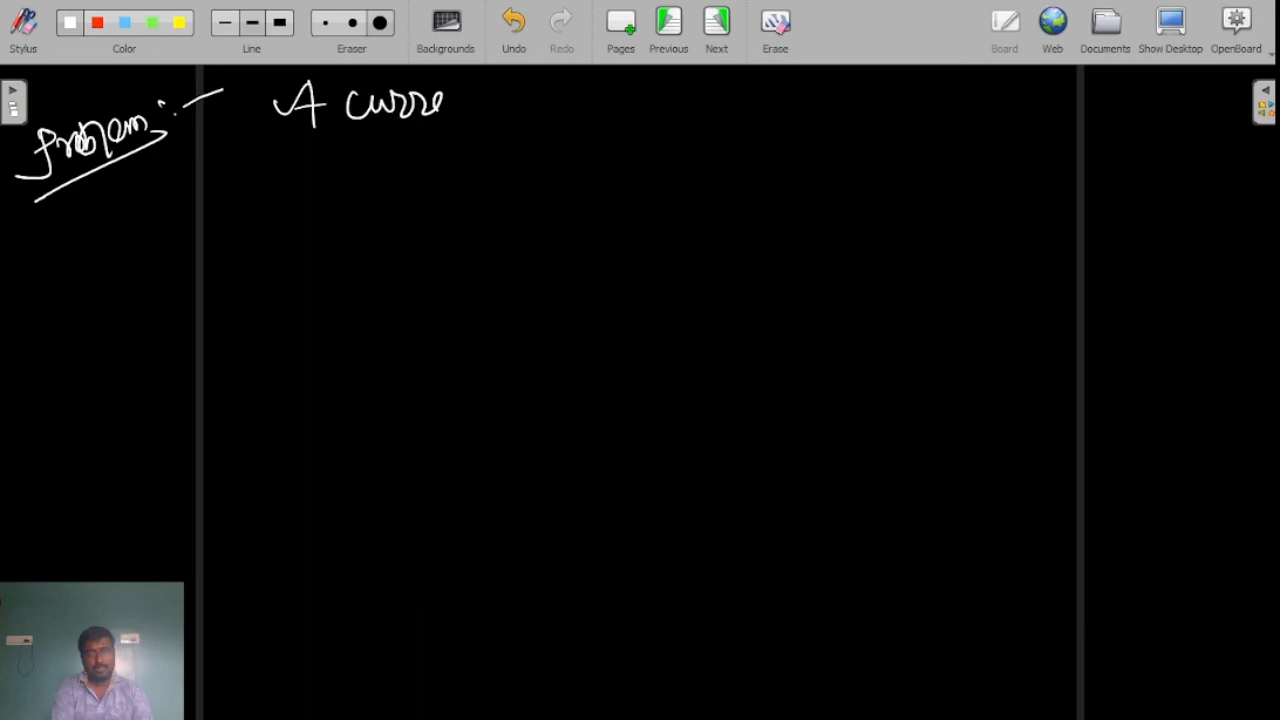 Stylus Color Line Eraser Backgrounds Undo Redo Pages Previous Next Erase Board Web Documents Show Desktop OpenBoard
Problem:- A curre